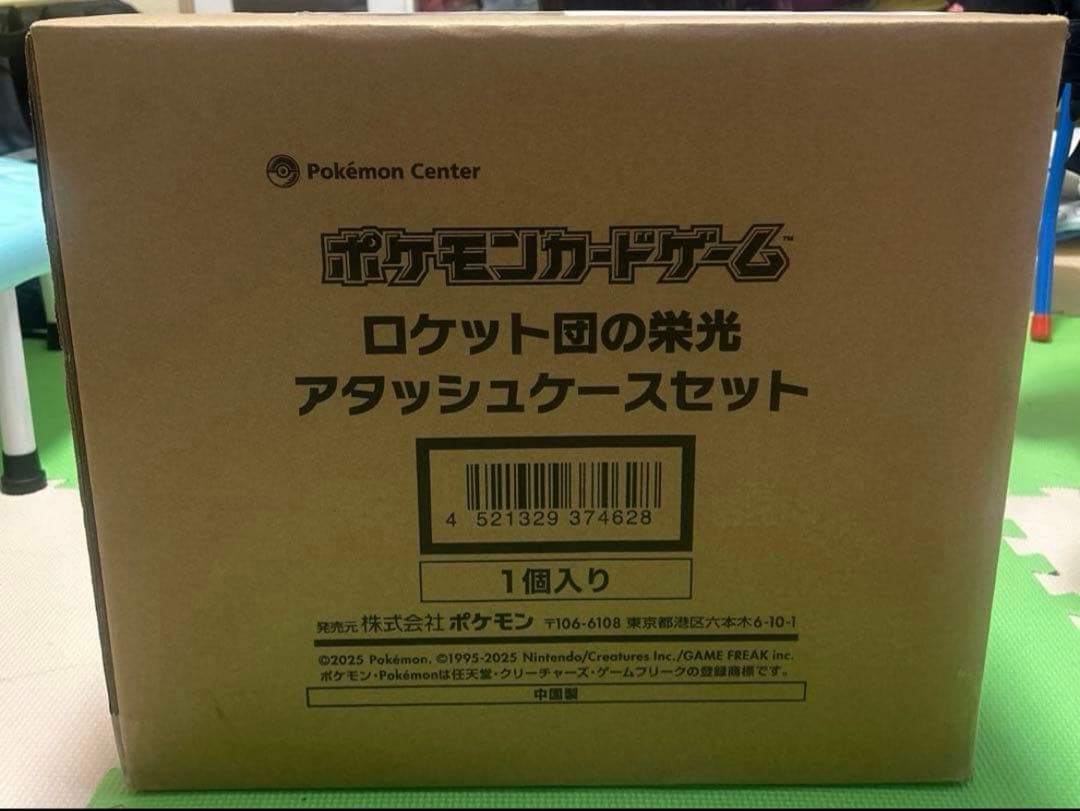 Pokémon Center
ポケモンカードゲーム™
ロケット団の栄光
アタッシュケースセット
4 521329 374628
1個入り
発売元 株式会社 ポケモン 〒106-6108 東京都港区六本木6-10-1
©2025 Pokémon. ©1995-2025 Nintendo/Creatures Inc./GAME FREAK inc.
ポケモン・Pokémonは任天堂・クリーチャーズ・ゲームフリークの登録商標です。
中国製